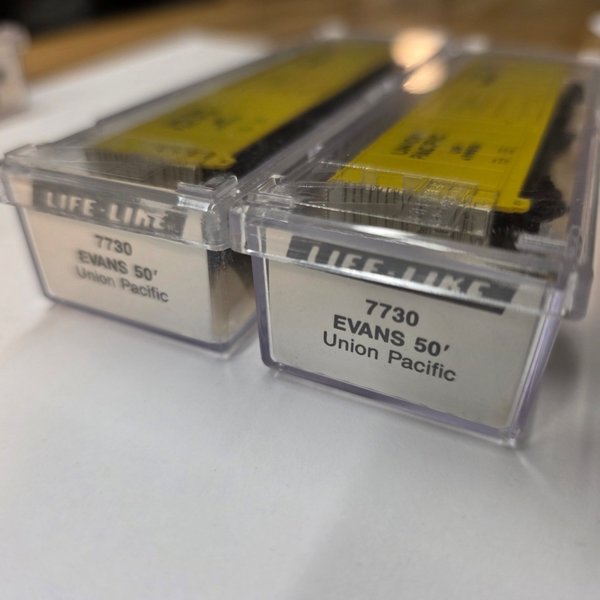 LIFE-LIKE
7730
EVANS 50'
Union Pacific
LIFE-LIKE
7730
EVANS 50'
Union Pacific